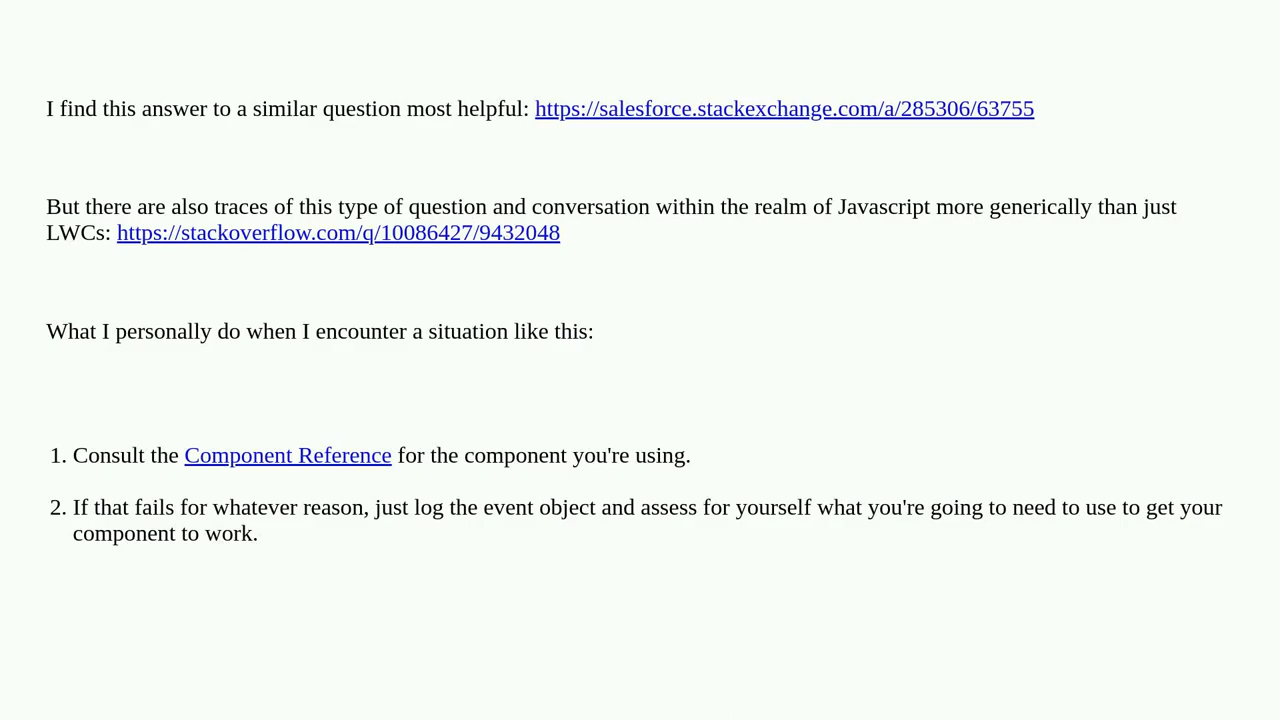 I find this answer to a similar question most helpful: https://salesforce.stackexchange.com/a/285306/63755
But there are also traces of this type of question and conversation within the realm of Javascript more generically than just
LWCs: https://stackoverflow.com/q/10086427/9432048
What I personally do when I encounter a situation like this:
1. Consult the Component Reference for the component you're using.
2. If that fails for whatever reason, just log the event object and assess for yourself what you're going to need to use to get your
component to work.